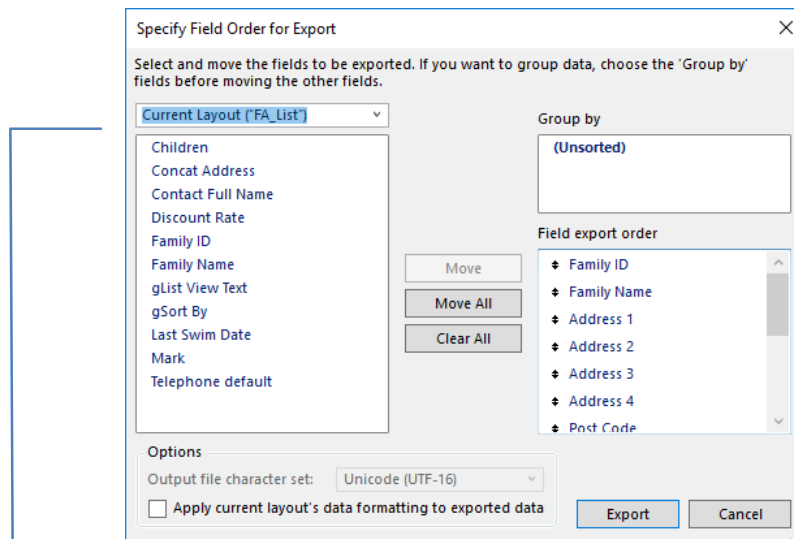 Specify Field Order for Export
Select and move the fields to be exported. If you want to group data, choose the 'Group by'
fields before moving the other fields.
Current Layout ("FA_List")
Children
Concat Address
Contact Full Name
Discount Rate
Family ID
Family Name
gList View Text
gSort By
Last Swim Date
Mark
Telephone default
Move
Move All
Clear All
Group by
(Unsorted)
Field export order
Family ID
Family Name
Address 1
Address 2
Address 3
Address 4
Post Code
Options
Output file character set: Unicode (UTF-16)
Apply current layout's data formatting to exported data
Export
Cancel